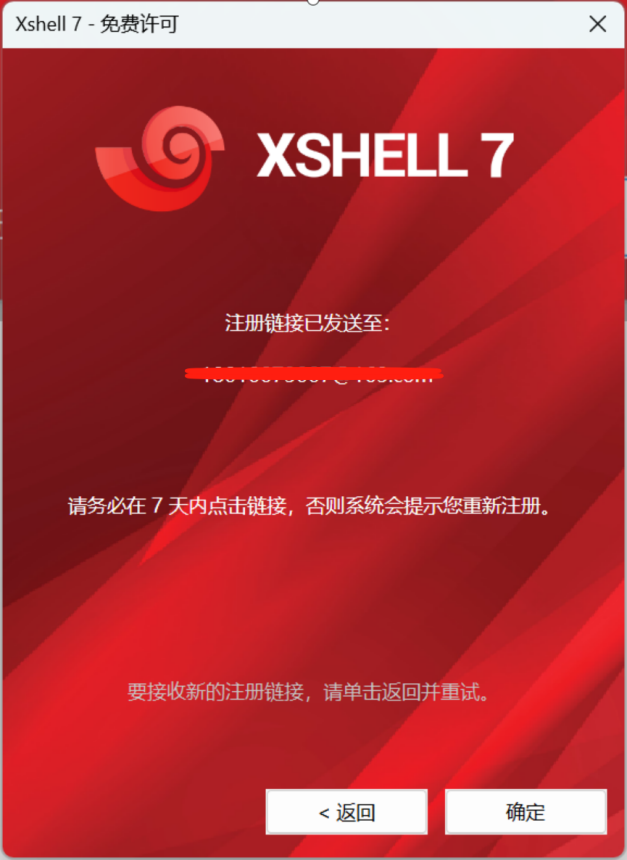 Xshell 7 - 免费许可
XSHELL 7
注册链接已发送至：
请务必在 7 天内点击链接，否则系统会提示您重新注册。
要接收新的注册链接，请单击返回并重试。
< 返回
确定